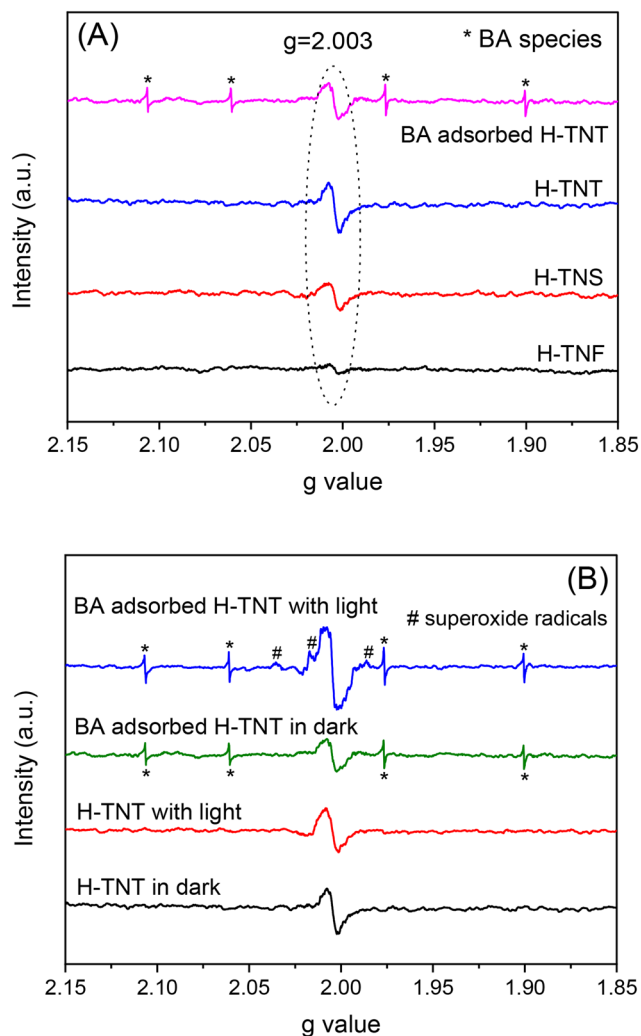 (A)
g=2.003
* BA species
* * * *
BA adsorbed H-TNT
H-TNT
H-TNS
H-TNF
Intensity (a.u.)
2.15 2.10 2.05 2.00 1.95 1.90 1.85
g value
(B)
BA adsorbed H-TNT with light
# superoxide radicals
* * # # # * *
BA adsorbed H-TNT in dark
* * * *
H-TNT with light
H-TNT in dark
Intensity (a.u.)
2.15 2.10 2.05 2.00 1.95 1.90 1.85
g value